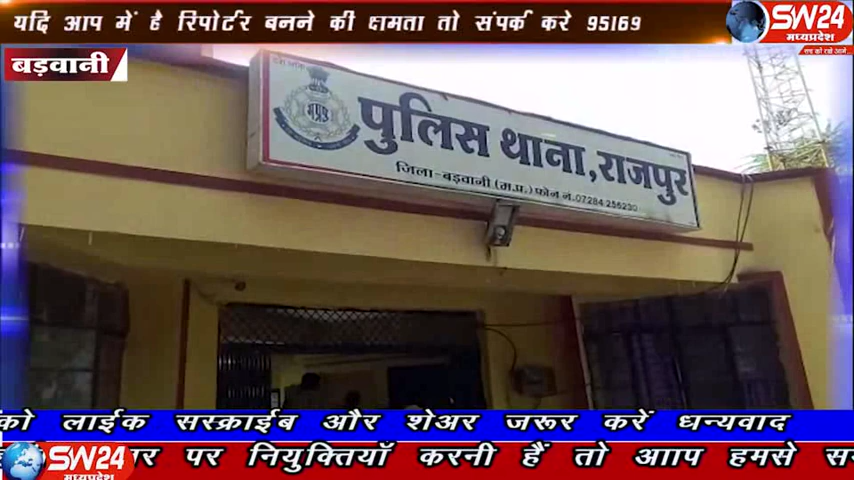 यदि आप में है रिपोर्टर बनने की क्षमता तो संपर्क करे 95169
SW24
मध्यप्रदेश
बड़वानी
पुलिस थाना, राजपुर
जिला-बड़वानी (म.प्र.) फोन नं.07284 256230
को लाईक सस्क्राईब और शेअर जरूर करें धन्यवाद
SW24
मध्यप्रदेश
पर नियुक्तियाँ करनी हैं तो आाप हमसे